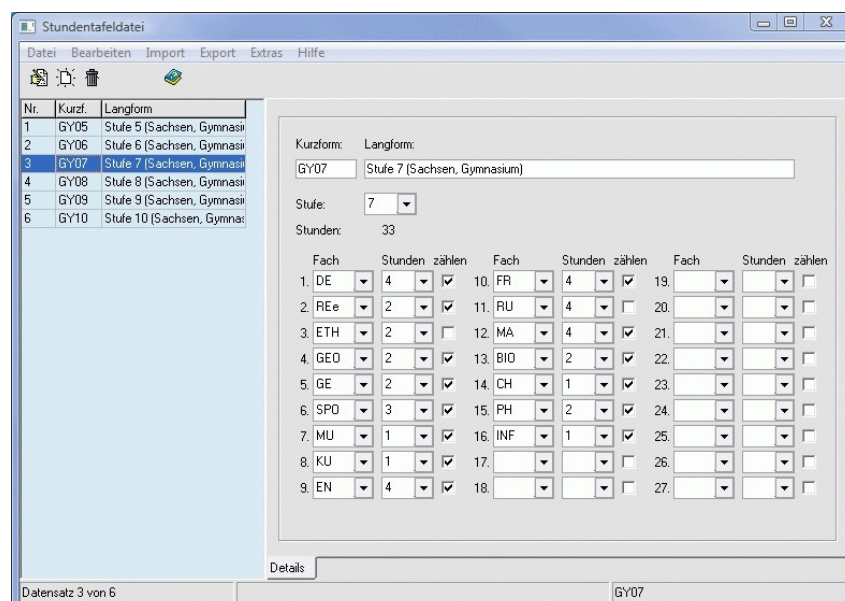 Stundentafeldatei
Datei Bearbeiten Import Export Extras Hilfe
Nr. Kurzf. Langform
1 GY05 Stufe 5 (Sachsen, Gymnasi
2 GY06 Stufe 6 (Sachsen, Gymnasi
3 GY07 Stufe 7 (Sachsen, Gymnasi
4 GY08 Stufe 8 (Sachsen, Gymnasi
5 GY09 Stufe 9 (Sachsen, Gymnasi
6 GY10 Stufe 10 (Sachsen, Gymnas
Kurzform: Langform:
GY07 Stufe 7 (Sachsen, Gymnasium)
Stufe: 7
Stunden: 33
Fach Stunden zählen Fach Stunden zählen Fach Stunden zählen
1. DE 4 10. FR 4 19.
2. REe 2 11. RU 4 20.
3. ETH 2 12. MA 4 21.
4. GEO 2 13. BIO 2 22.
5. GE 2 14. CH 1 23.
6. SPO 3 15. PH 2 24.
7. MU 1 16. INF 1 25.
8. KU 1 17. 26.
9. EN 4 18. 27.
Details
Datensatz 3 von 6 GY07